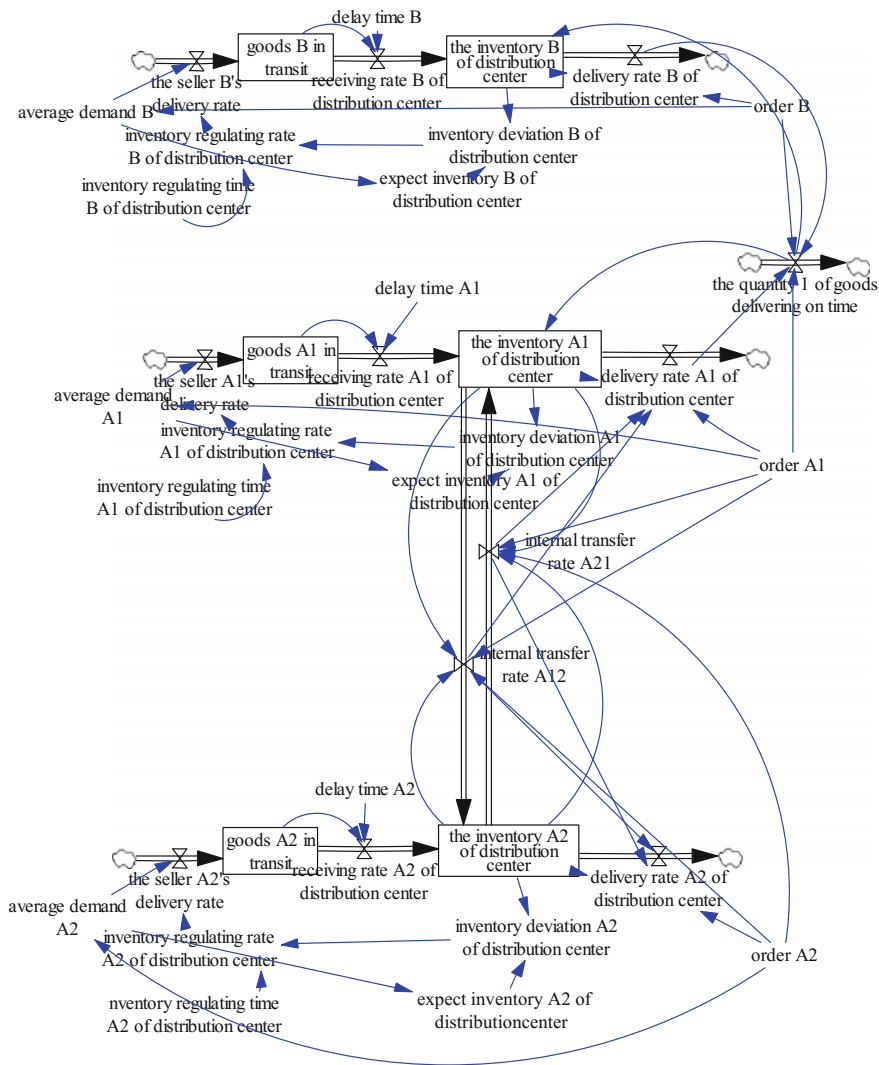 delay time B
goods B in
transit
the inventory B
of distribution
center
the seller B's
delivery rate
receiving rate B of
distribution center
delivery rate B of
distribution center
average demand B
order B
inventory regulating rate
B of distribution center
inventory deviation B of
distribution center
inventory regulating time
B of distribution center
expect inventory B of
distribution center
the quantity 1 of goods
delivering on time
delay time A1
goods A1 in
transit
the inventory A1
of distribution
center
the seller A1's
delivery rate
receiving rate A1 of
distribution center
delivery rate A1 of
distribution center
average demand
A1
inventory regulating rate
A1 of distribution center
inventory deviation A1
of distribution center
order A1
inventory regulating time
A1 of distribution center
expect inventory A1 of
distribution center
internal transfer
rate A21
internal transfer
rate A12
delay time A2
goods A2 in
transit
the inventory A2
of distribution
center
the seller A2's
delivery rate
receiving rate A2 of
distribution center
delivery rate A2 of
distribution center
average demand
A2
inventory regulating rate
A2 of distribution center
inventory deviation A2
of distribution center
order A2
nventory regulating time
A2 of distribution center
expect inventory A2 of
distributioncenter